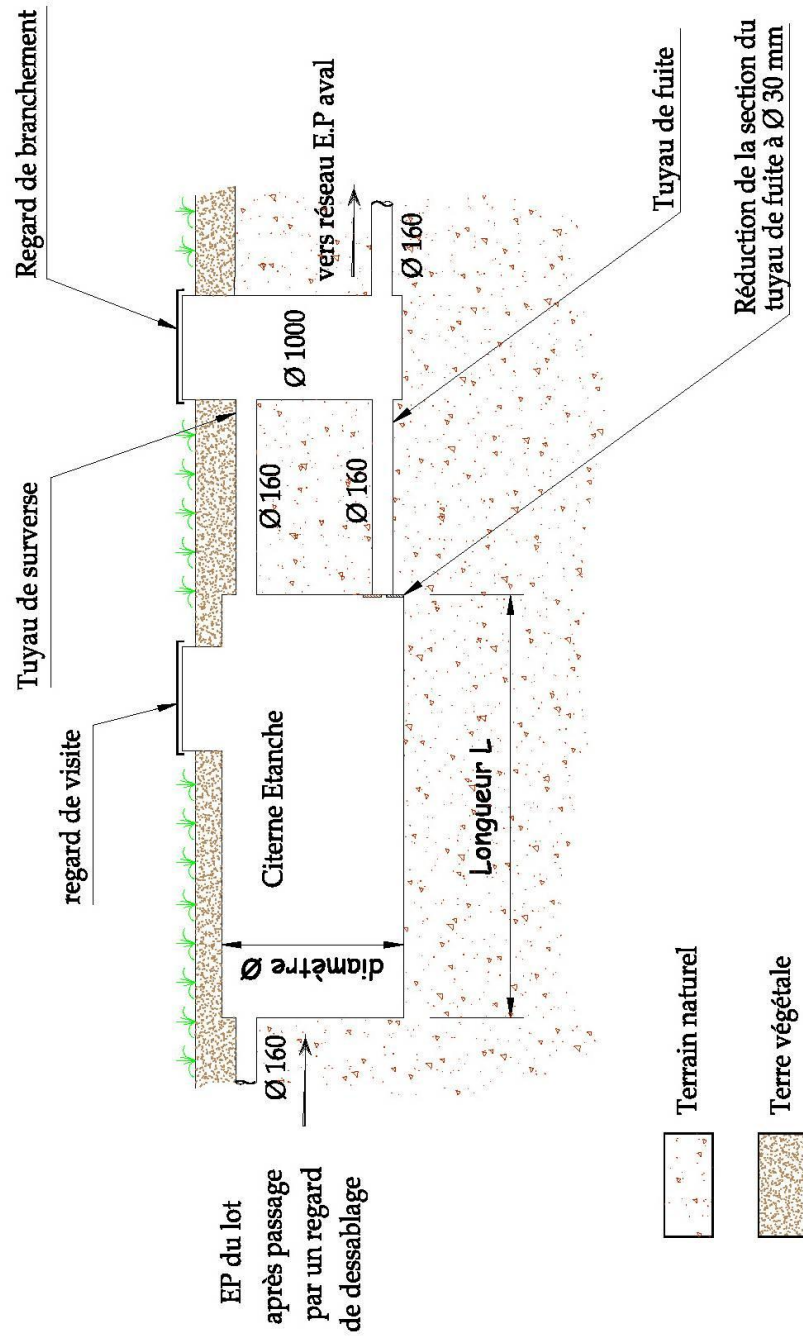 Regard de branchement
Tuyau de surverse
regard de visite
EP du lot
après passage
par un regard
de dessablage
Ø 160
diamètre Ø
Citerne Etanche
Longueur L
Ø 160
Ø 160
Ø 1000
vers réseau E.P aval
Ø 160
Tuyau de fuite
Réduction de la section du
tuyau de fuite à Ø 30 mm
Terrain naturel
Terre végétale